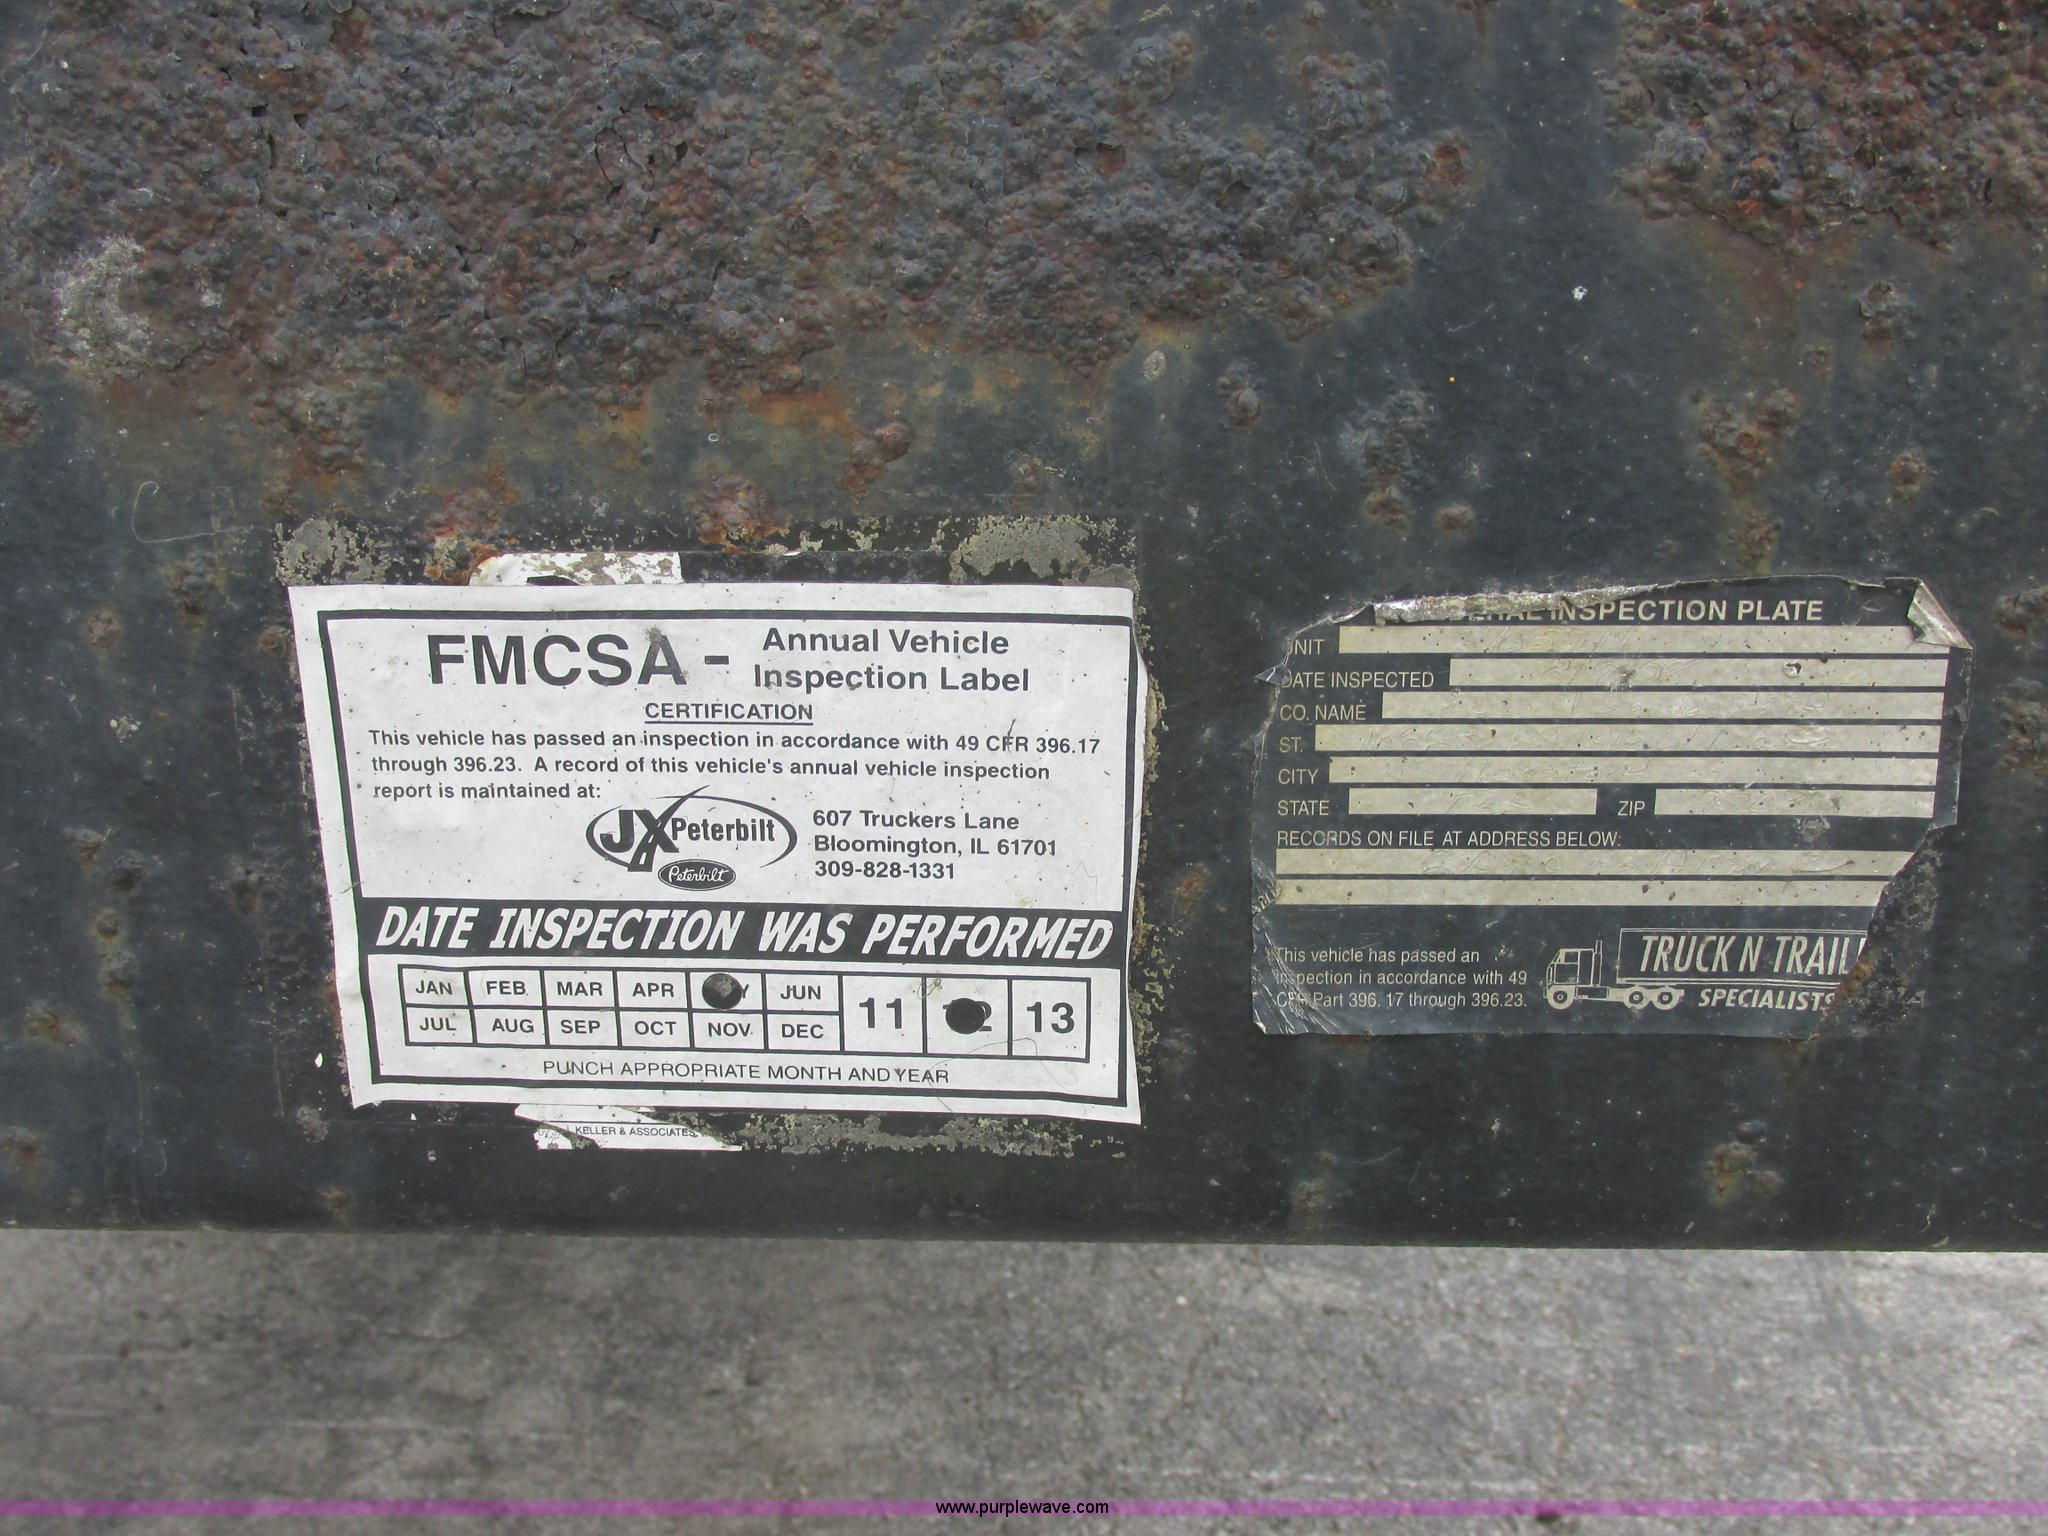 FMCSA - Annual Vehicle
Inspection Label
CERTIFICATION
This vehicle has passed an inspection in accordance with 49 CFR 396.17
through 396.23. A record of this vehicle's annual vehicle inspection
report is maintained at:
JX Peterbilt
Peterbilt
607 Truckers Lane
Bloomington, IL 61701
309-828-1331
DATE INSPECTION WAS PERFORMED
JAN FEB MAR APR JUN
JUL AUG SEP OCT NOV DEC
11 13
PUNCH APPROPRIATE MONTH AND YEAR
KELLER & ASSOCIATES,
INSPECTION PLATE
UNIT
DATE INSPECTED
CO. NAME
ST.
CITY
STATE ZIP
RECORDS ON FILE AT ADDRESS BELOW:
This vehicle has passed an
inspection in accordance with 49
CFR Part 396. 17 through 396.23.
TRUCK N TRAIL
SPECIALISTS
www.purplewave.com